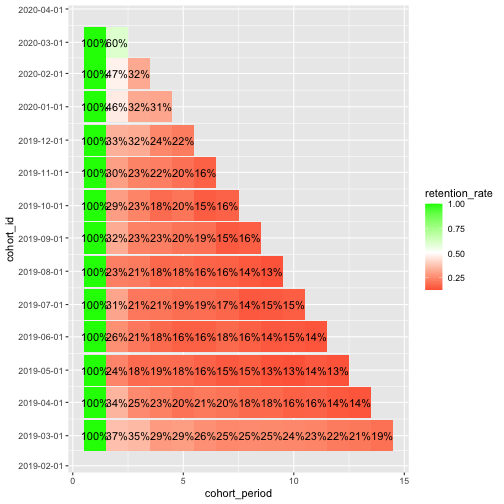 2020-04-01
2020-03-01 100% 60%
2020-02-01 100% 47% 32%
2020-01-01 100% 46% 32% 31%
2019-12-01 100% 33% 32% 24% 22%
2019-11-01 100% 30% 23% 22% 20% 16%
2019-10-01 100% 29% 23% 18% 20% 15% 16%
2019-09-01 100% 32% 23% 23% 20% 19% 15% 16%
2019-08-01 100% 23% 21% 18% 18% 16% 16% 14% 13%
2019-07-01 100% 31% 21% 21% 19% 19% 17% 14% 15% 15%
2019-06-01 100% 26% 21% 18% 16% 16% 18% 16% 14% 15% 14%
2019-05-01 100% 24% 18% 19% 18% 16% 15% 15% 13% 13% 14% 13%
2019-04-01 100% 34% 25% 23% 20% 21% 20% 18% 18% 16% 16% 14% 14%
2019-03-01 100% 37% 35% 29% 29% 26% 25% 25% 25% 24% 23% 22% 21% 19%
2019-02-01
0 5 10 15
cohort_period
cohort_id
retention_rate
1.00
0.75
0.50
0.25